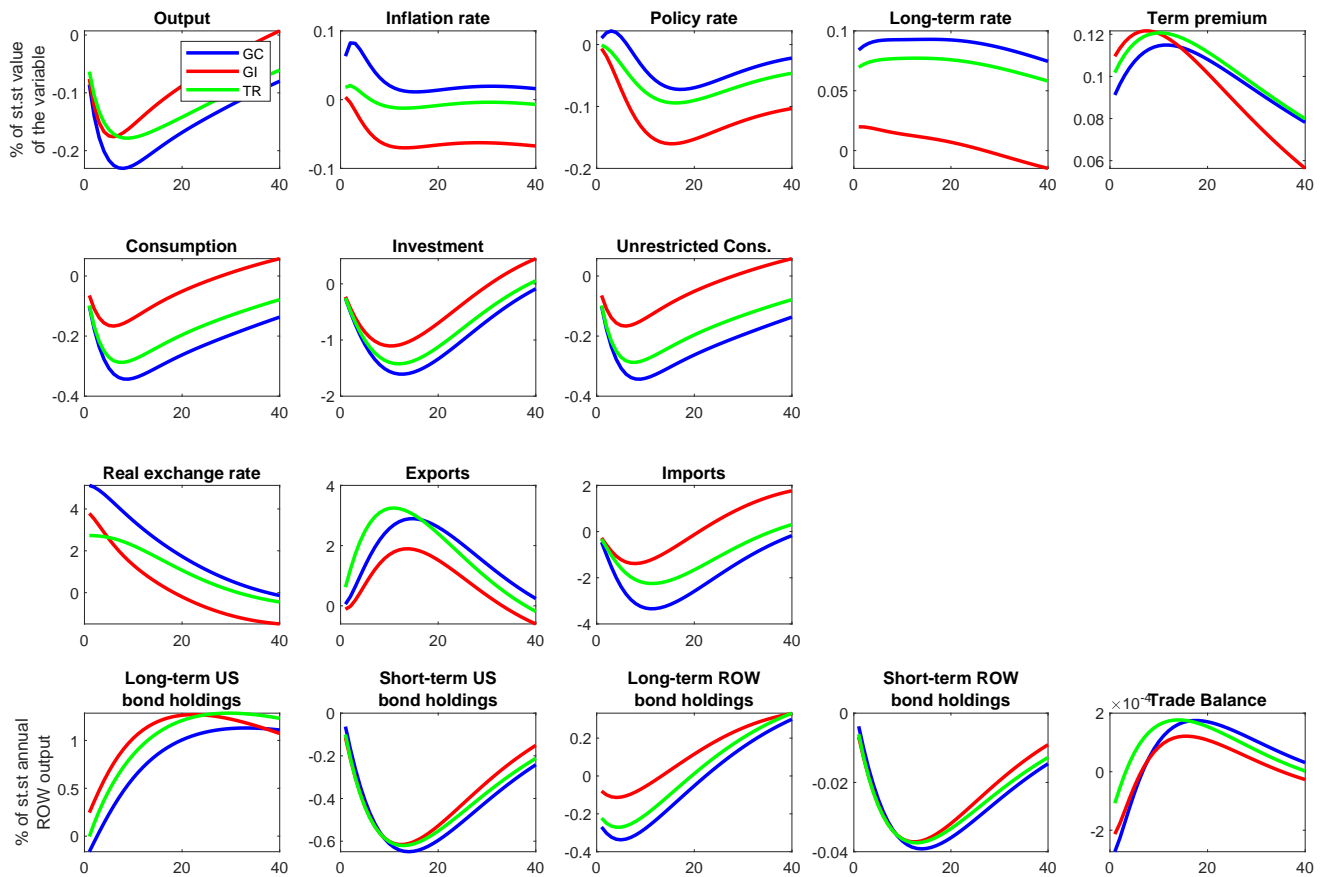 Output
Inflation rate
Policy rate
Long-term rate
Term premium
% of st.st value
of the variable
0
-0.1
-0.2
0 20 40
GC
GI
TR
0.1
0
-0.1
0 20 40
0
-0.1
-0.2
0 20 40
0.1
0.05
0
0 20 40
0.12
0.1
0.08
0.06
0 20 40
Consumption
Investment
Unrestricted Cons.
0
-0.2
-0.4
0 20 40
0
-1
-2
0 20 40
0
-0.2
-0.4
0 20 40
Real exchange rate
Exports
Imports
4
2
0
0 20 40
4
2
0
0 20 40
2
0
-2
-4
0 20 40
Long-term US
bond holdings
Short-term US
bond holdings
Long-term ROW
bond holdings
Short-term ROW
bond holdings
Trade Balance
% of st.st annual
ROW output
1
0.5
0
0 20 40
0
-0.2
-0.4
-0.6
0 20 40
0.2
0
-0.2
-0.4
0 20 40
0
-0.02
-0.04
0 20 40
×10-4
2
0
-2
0 20 40